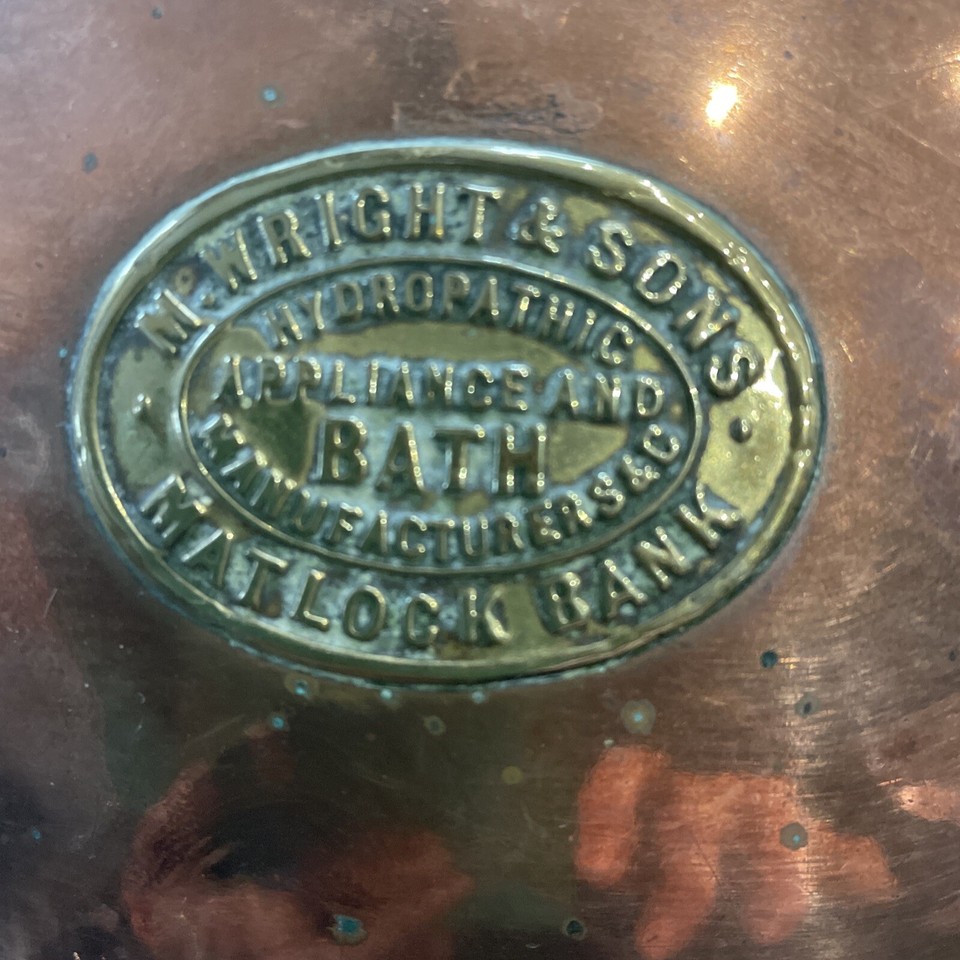 M. WRIGHT & SONS
HYDROPATHIC
APPLIANCE AND
BATH
MANUFACTURERS &C
MATLOCK BANK